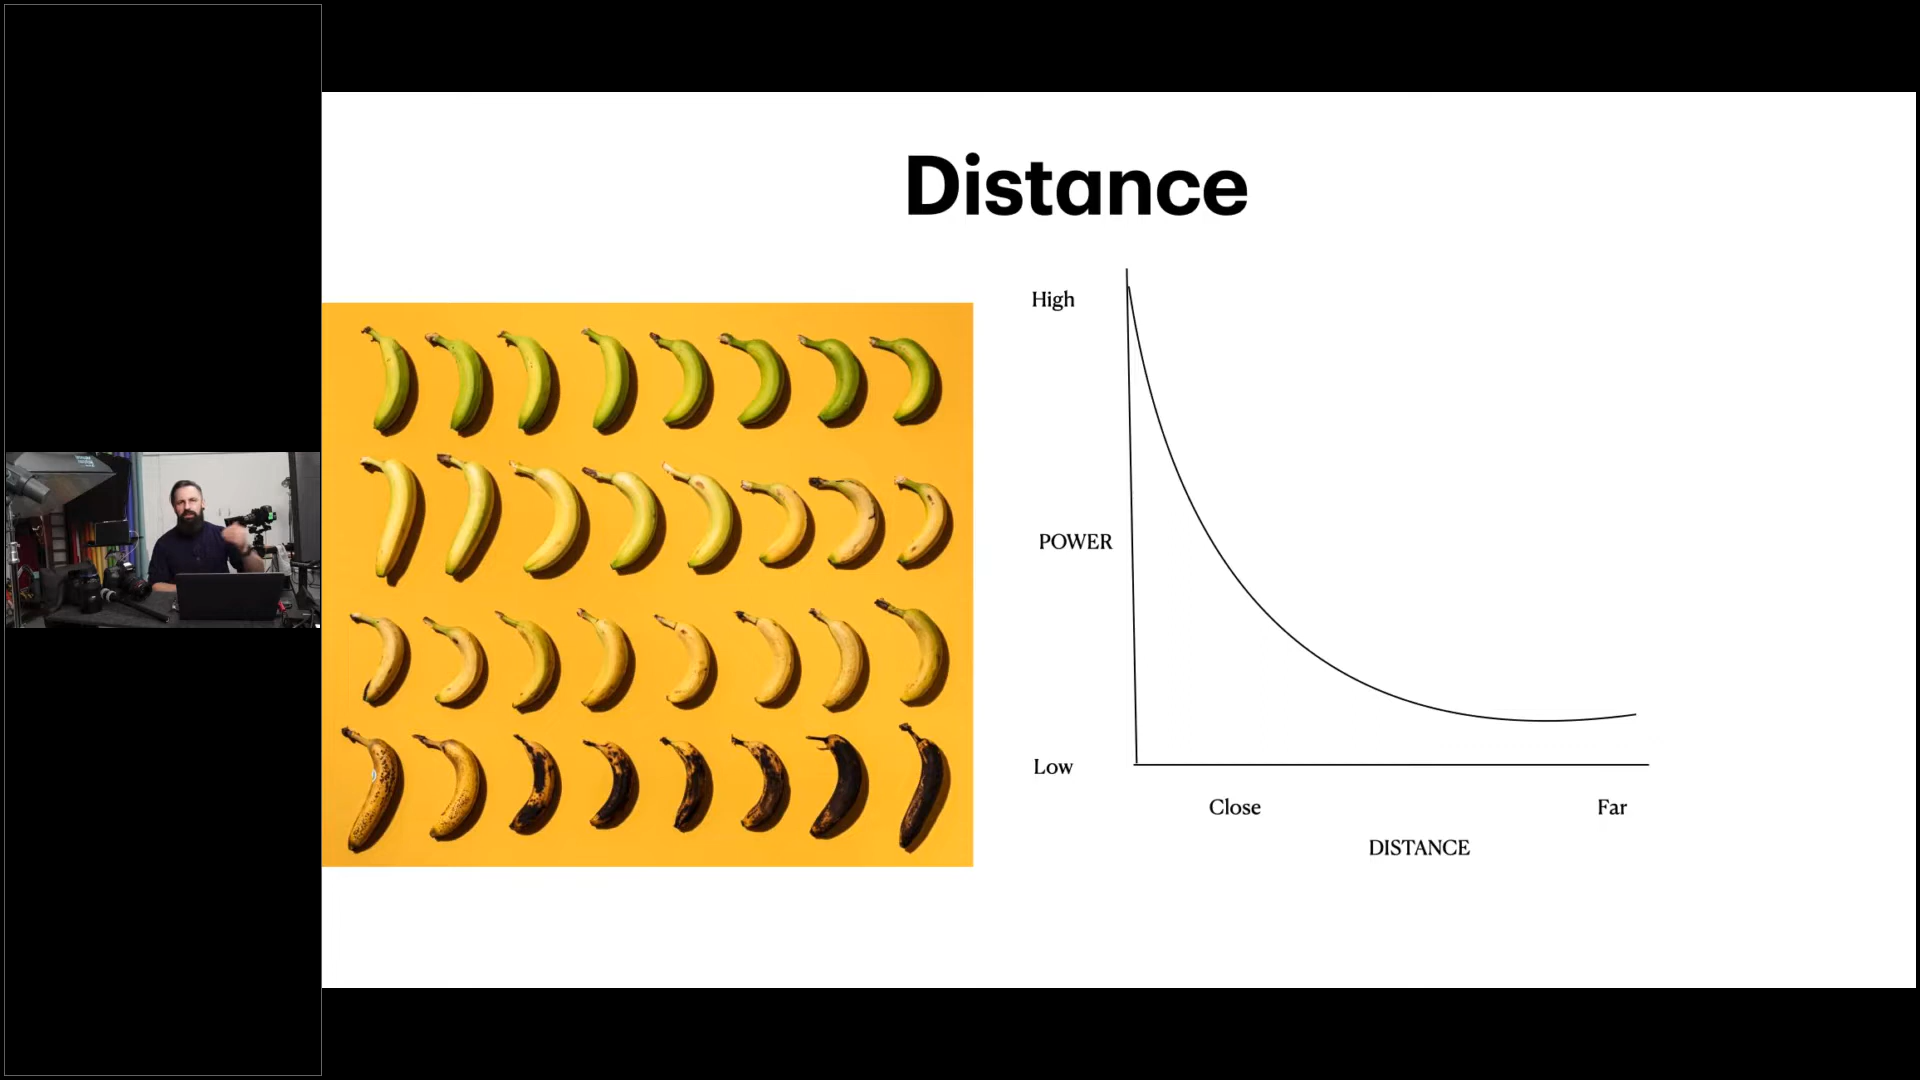 Distance
High
POWER
Low
Close
Far
DISTANCE